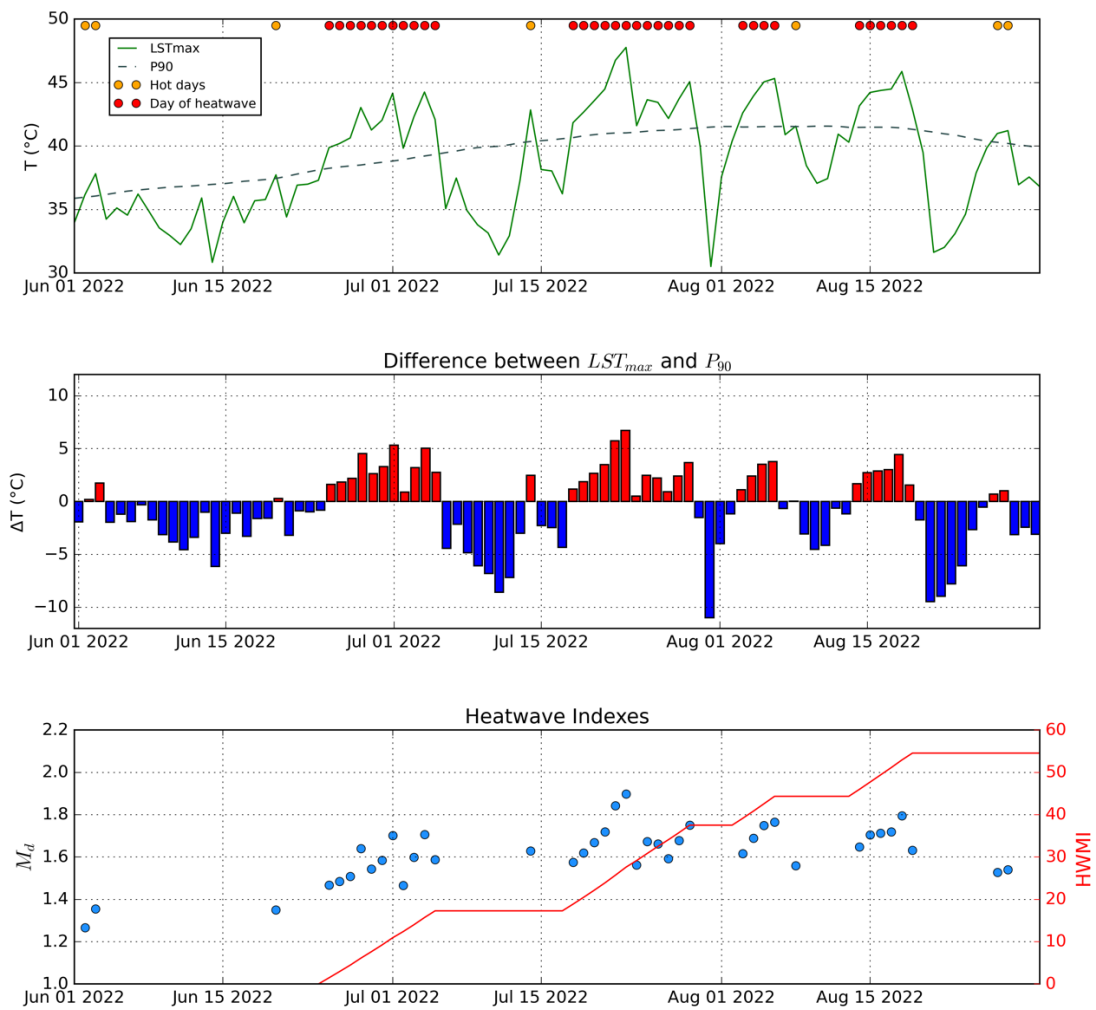 50
45
40
35
30
T (°C)
LSTmax
P90
Hot days
Day of heatwave
Jun 01 2022 Jun 15 2022 Jul 01 2022 Jul 15 2022 Aug 01 2022 Aug 15 2022
Difference between LSTmax and P90
10
5
0
−5
−10
ΔT (°C)
Jun 01 2022 Jun 15 2022 Jul 01 2022 Jul 15 2022 Aug 01 2022 Aug 15 2022
Heatwave Indexes
2.2
2.0
1.8
1.6
1.4
1.2
1.0
Md
60
50
40
30
20
10
0
HWMI
Jun 01 2022 Jun 15 2022 Jul 01 2022 Jul 15 2022 Aug 01 2022 Aug 15 2022